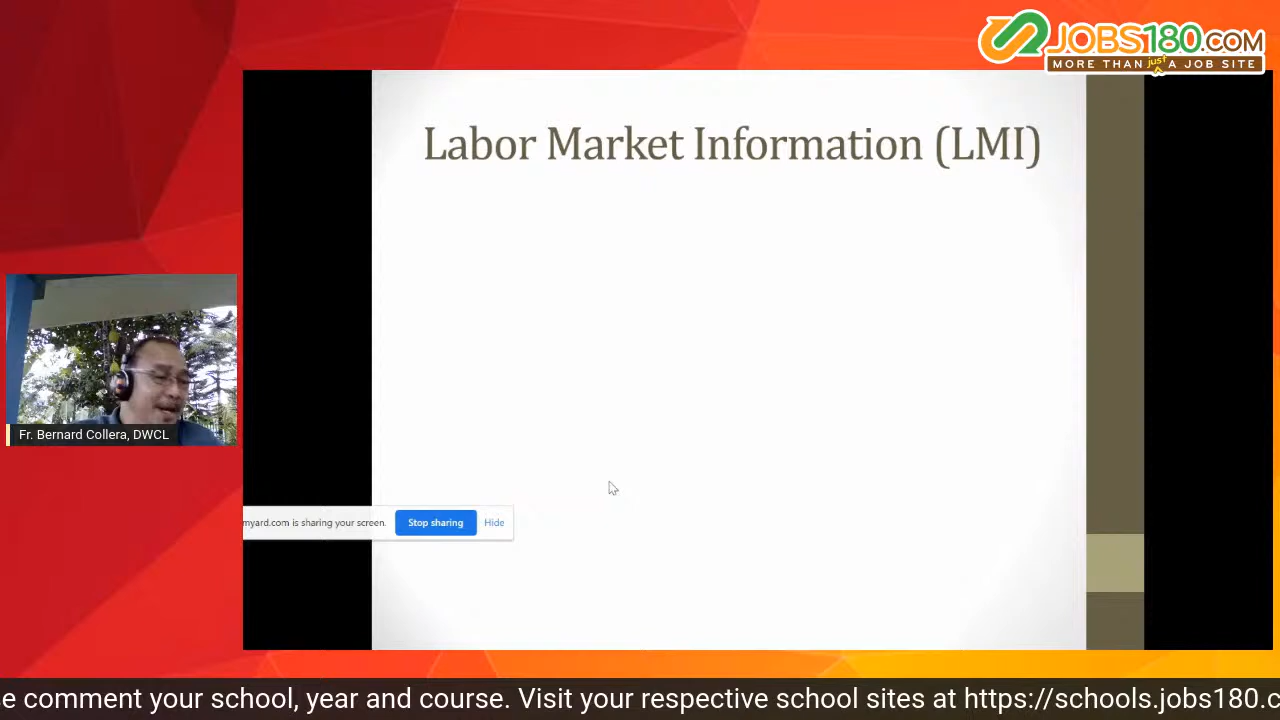 JOBS180.COM
MORE THAN just A JOB SITE
Labor Market Information (LMI)
Fr. Bernard Collera, DWCL
myard.com is sharing your screen.
Stop sharing
Hide
se comment your school, year and course. Visit your respective school sites at https://schools.jobs180.c